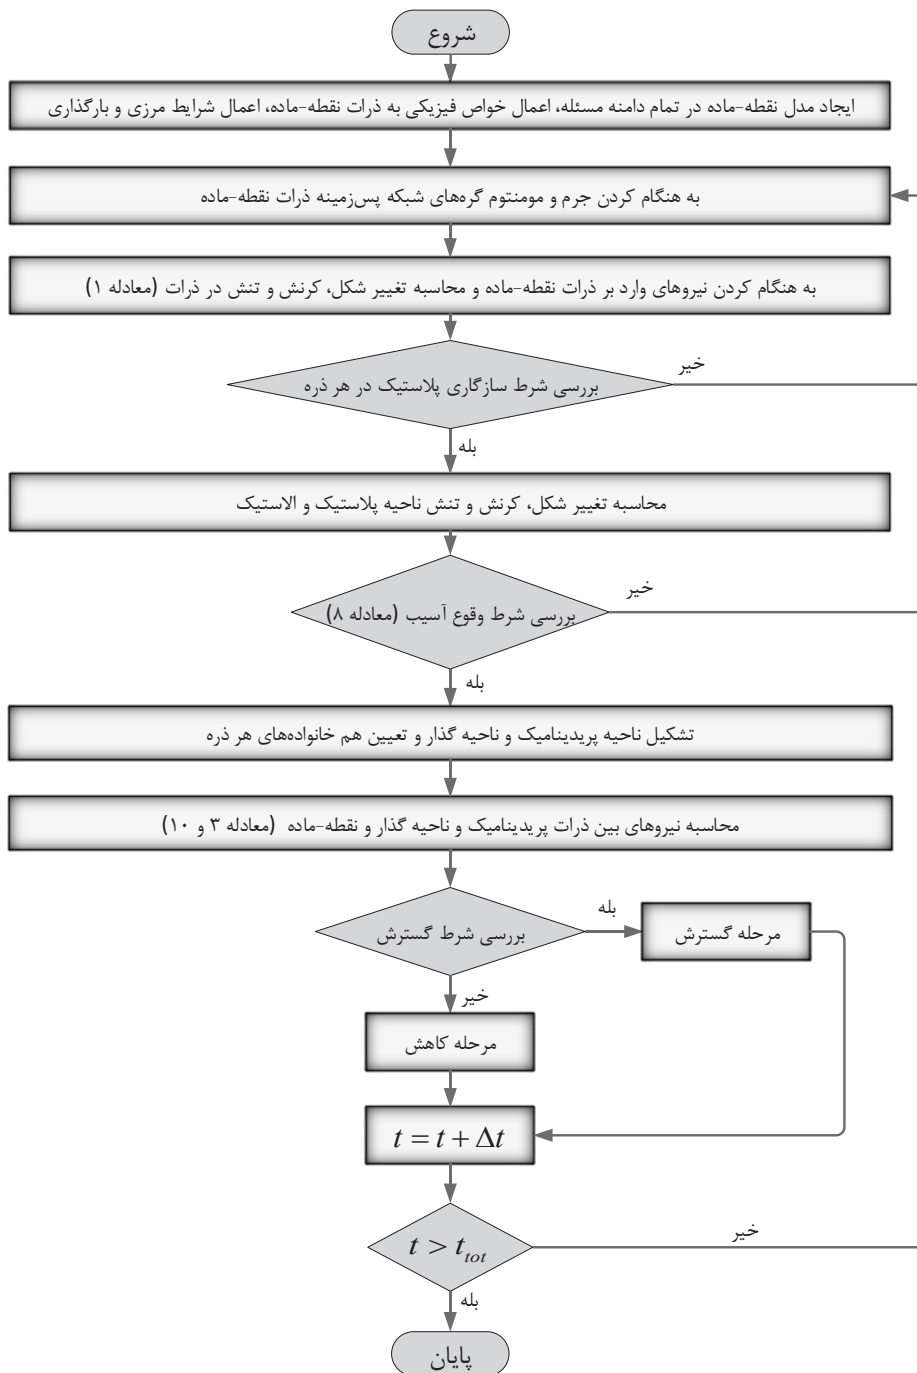 شروع
ایجاد مدل نقطه-ماده در تمام دامنه مسئله، اعمال خواص فیزیکی به ذرات نقطه-ماده، اعمال شرایط مرزی و بارگذاری
به هنگام کردن جرم و مومنتوم گره‌های شبکه پس‌زمینه ذرات نقطه-ماده
به هنگام کردن نیروهای وارد بر ذرات نقطه-ماده و محاسبه تغییر شکل، کرنش و تنش در ذرات (معادله ۱)
بررسی شرط سازگاری پلاستیک در هر ذره
خیر
بله
محاسبه تغییر شکل، کرنش و تنش ناحیه پلاستیک و الاستیک
بررسی شرط وقوع آسیب (معادله ۸)
خیر
بله
تشکیل ناحیه پریدینامیک و ناحیه گذار و تعیین هم خانواده‌های هر ذره
محاسبه نیروهای بین ذرات پریدینامیک و ناحیه گذار و نقطه-ماده (معادله ۳ و ۱۰)
بررسی شرط گسترش
بله
مرحله گسترش
خیر
مرحله کاهش
t = t + Δt
t > t_tot
خیر
بله
پایان